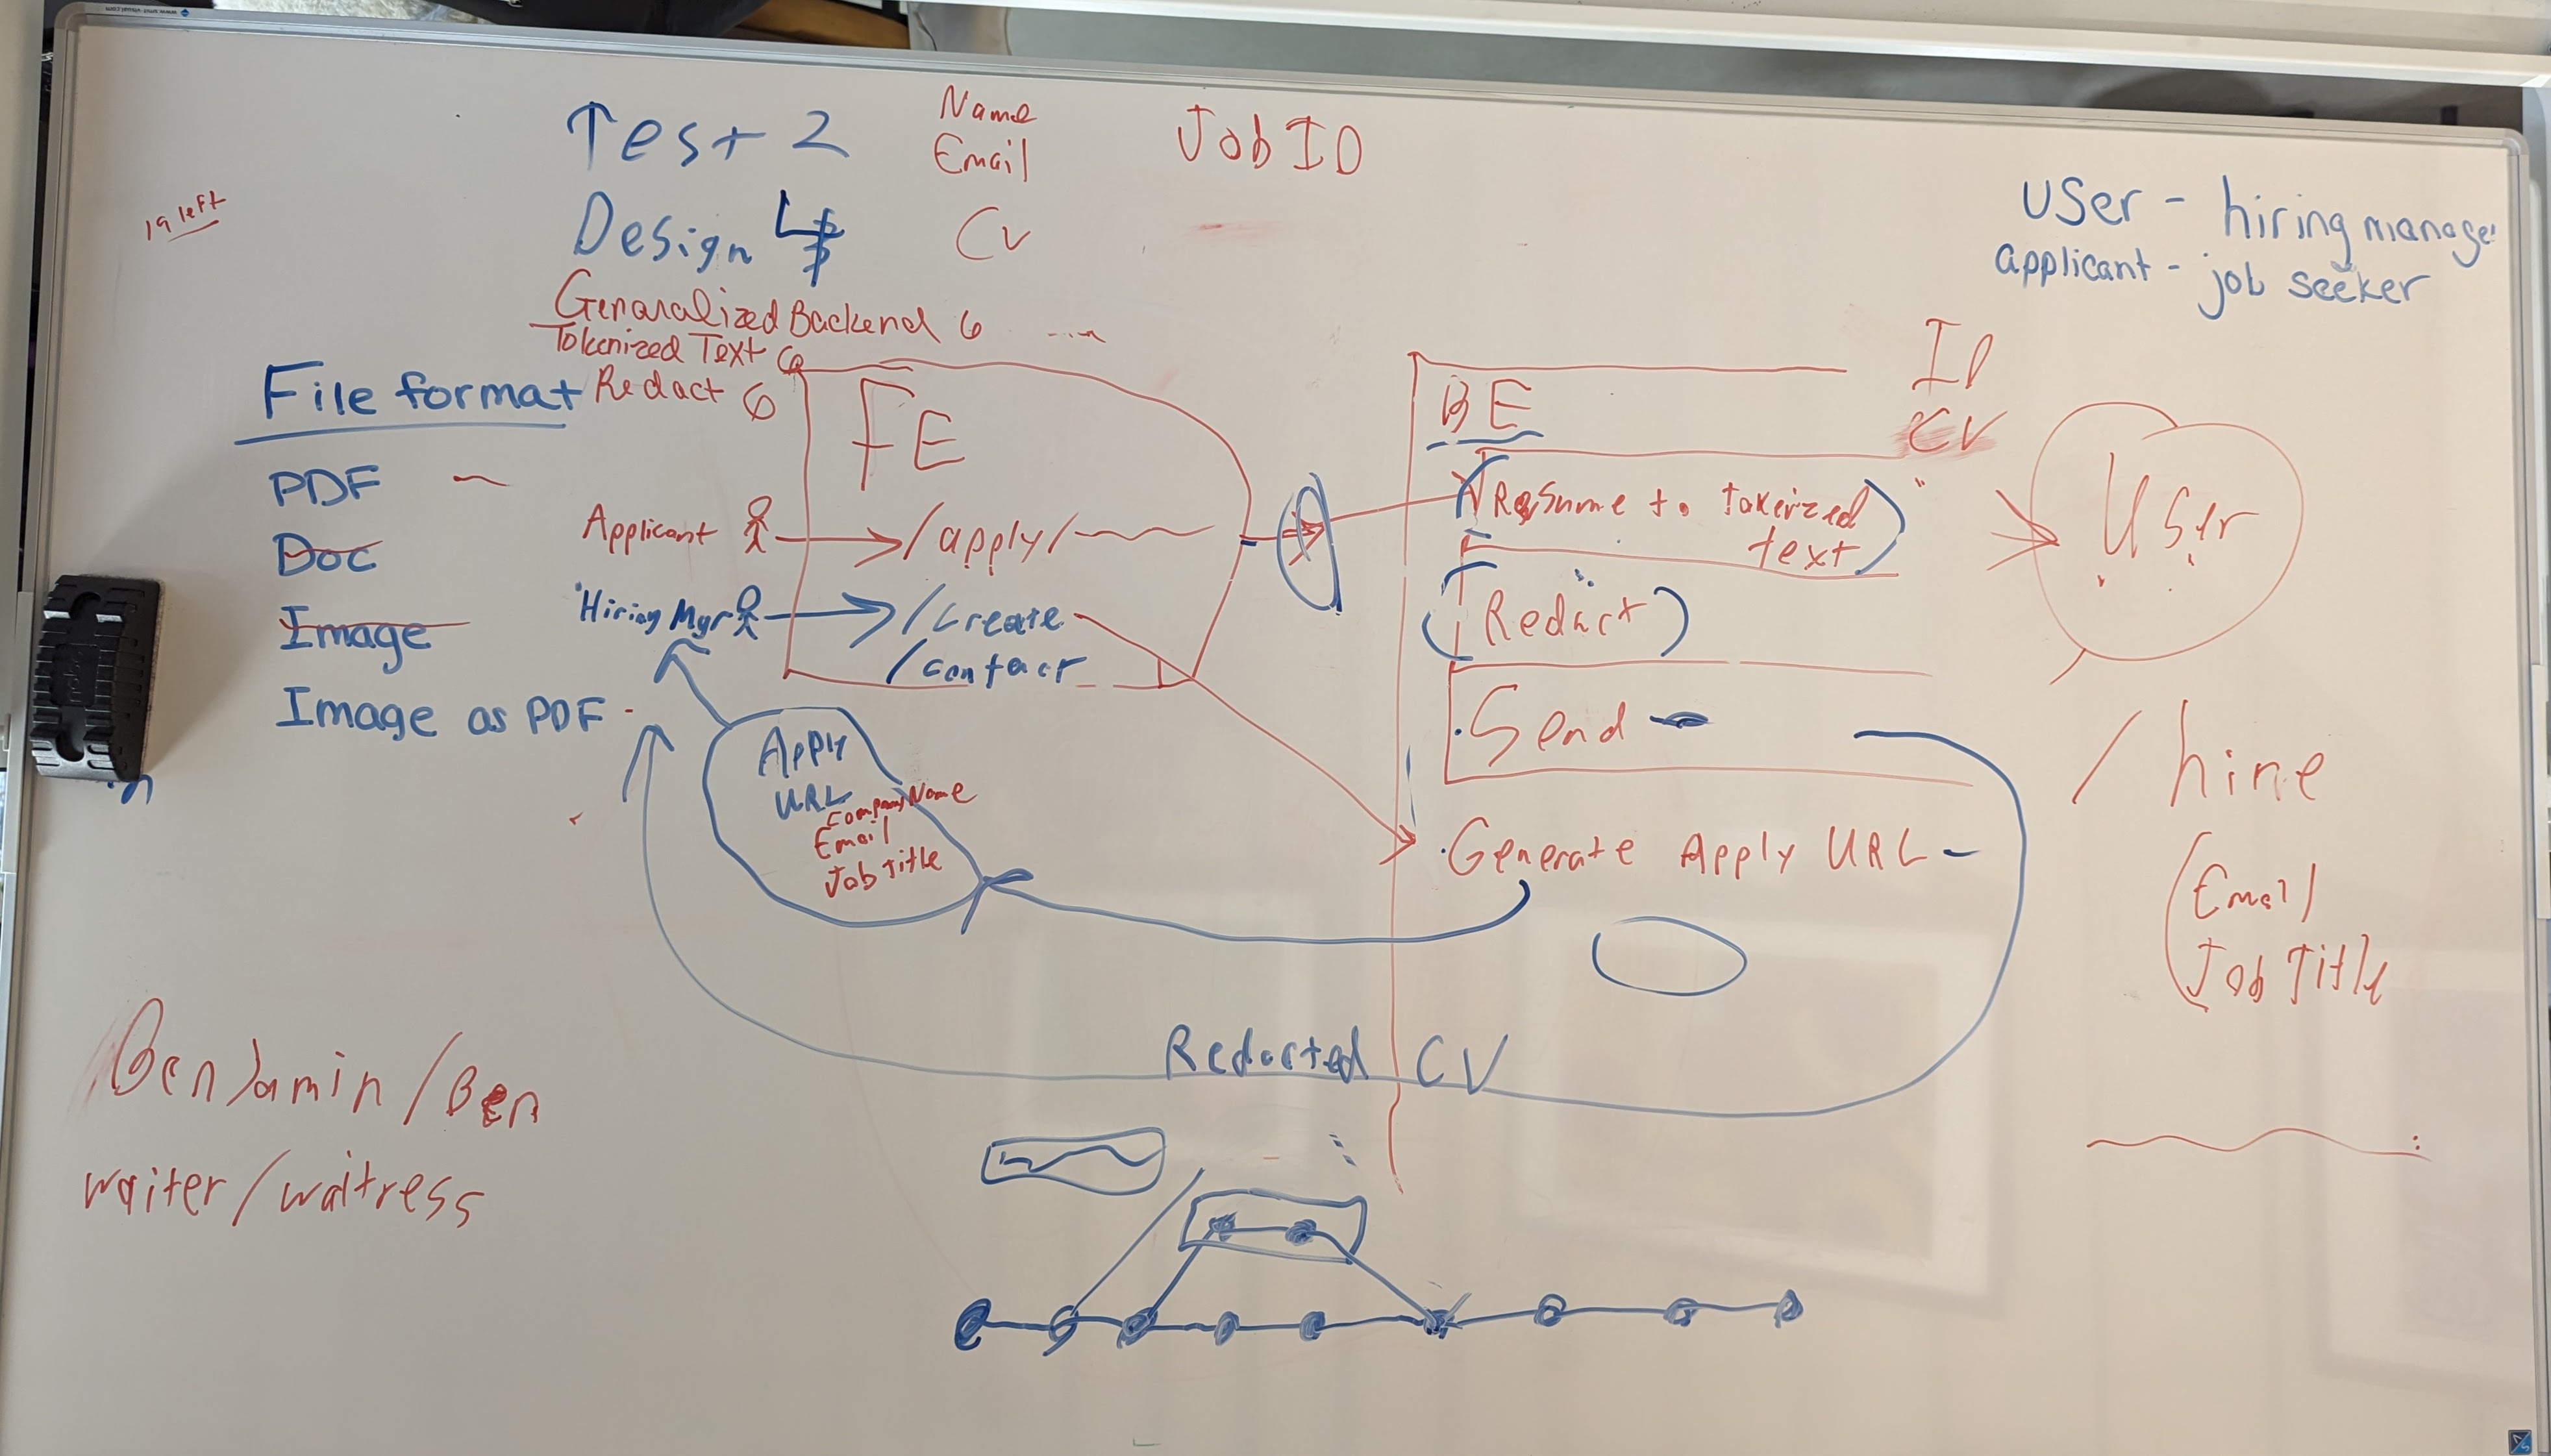 Test 2
Name
Email
CV
Job ID
Design
19 left
User - hiring manage
applicant - job seeker
Genaralized Backend 6
Tokenized Text 6
Redact 6
File format
PDF
Doc
Image
Image as PDF
FE
Applicant
/apply/
Hiring Mgr
/Create
/contact
Apply
URL
Company Name
Email
Job Title
BE
ID
CV
Resume to tokenized
text
Redact
Send
Generate Apply URL
User
/hire
Email
Job Title
Redacted CV
Benjamin/Ben
waiter/waitress